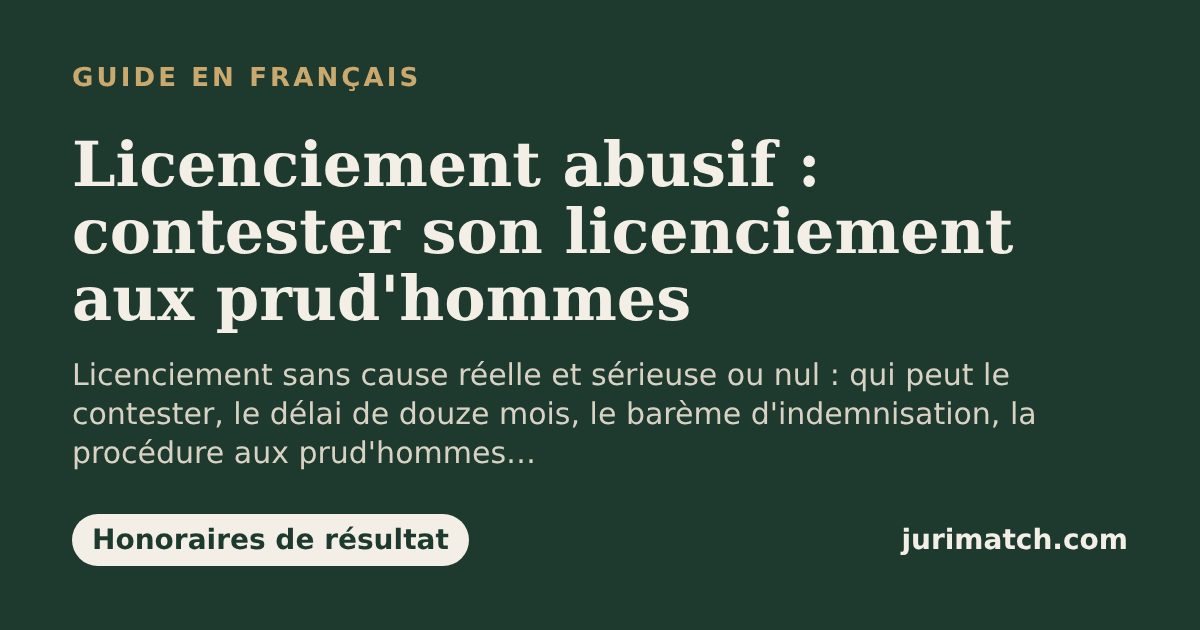 GUIDE EN FRANÇAIS
Licenciement abusif :
contester son licenciement
aux prud'hommes
Licenciement sans cause réelle et sérieuse ou nul : qui peut le
contester, le délai de douze mois, le barème d'indemnisation, la
procédure aux prud'hommes…
Honoraires de résultat
jurimatch.com